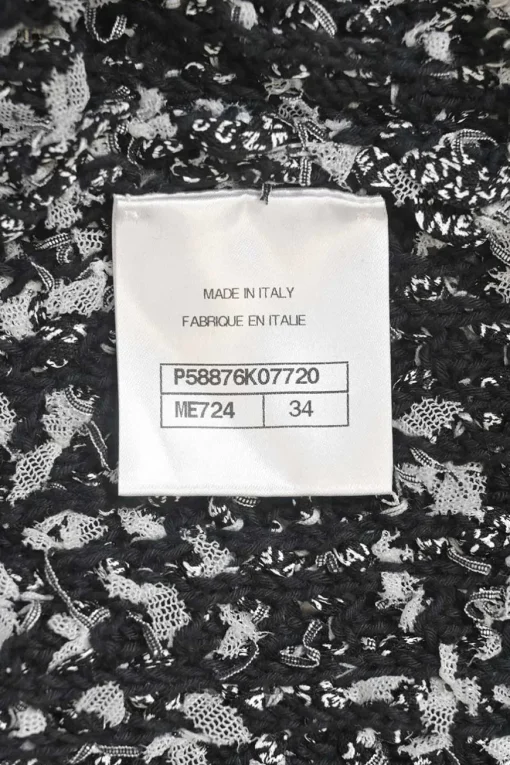 MADE IN ITALY
FABRIQUE EN ITALIE
P58876K07720
ME724 34